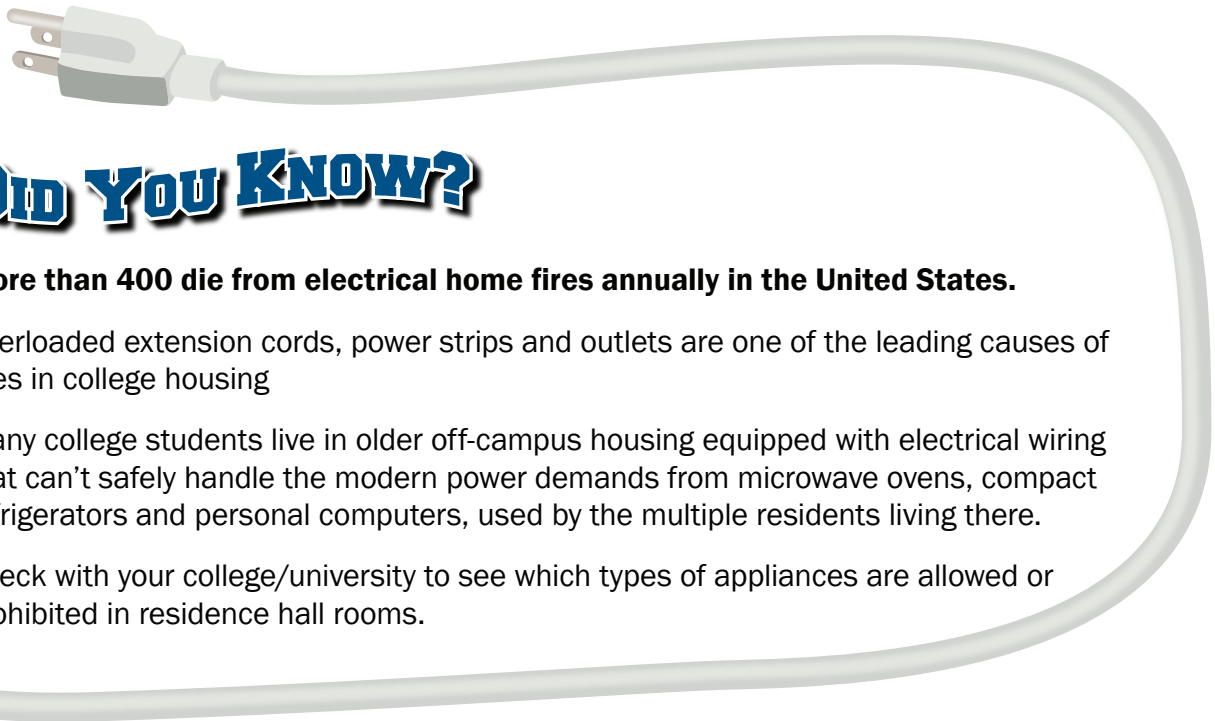 DID YOU KNOW?
ore than 400 die from electrical home fires annually in the United States.
erloaded extension cords, power strips and outlets are one of the leading causes of
es in college housing
any college students live in older off-campus housing equipped with electrical wiring
at can't safely handle the modern power demands from microwave ovens, compact
rigerators and personal computers, used by the multiple residents living there.
eck with your college/university to see which types of appliances are allowed or
ohibited in residence hall rooms.